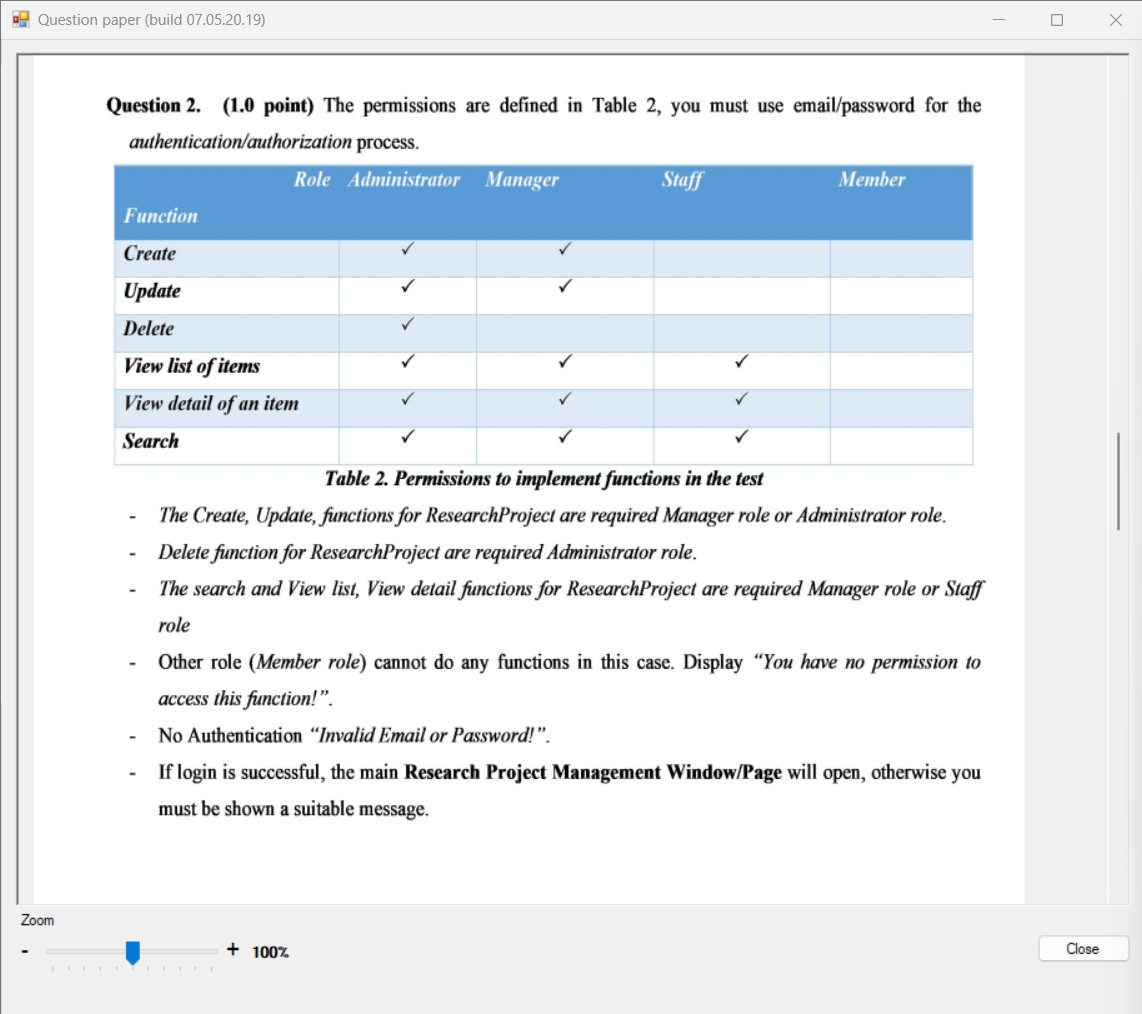 Question paper (build 07.05.20.19)
Question 2. (1.0 point) The permissions are defined in Table 2, you must use email/password for the
authentication/authorization process.
Role Administrator Manager Staff Member
Function
Create ✓ ✓
Update ✓ ✓
Delete ✓
View list of items ✓ ✓ ✓
View detail of an item ✓ ✓ ✓
Search ✓ ✓ ✓
Table 2. Permissions to implement functions in the test
- The Create, Update, functions for ResearchProject are required Manager role or Administrator role.
- Delete function for ResearchProject are required Administrator role.
- The search and View list, View detail functions for ResearchProject are required Manager role or Staff
role
- Other role (Member role) cannot do any functions in this case. Display “You have no permission to
access this function!”.
- No Authentication “Invalid Email or Password!”.
- If login is successful, the main Research Project Management Window/Page will open, otherwise you
must be shown a suitable message.
Zoom
- + 100%
Close